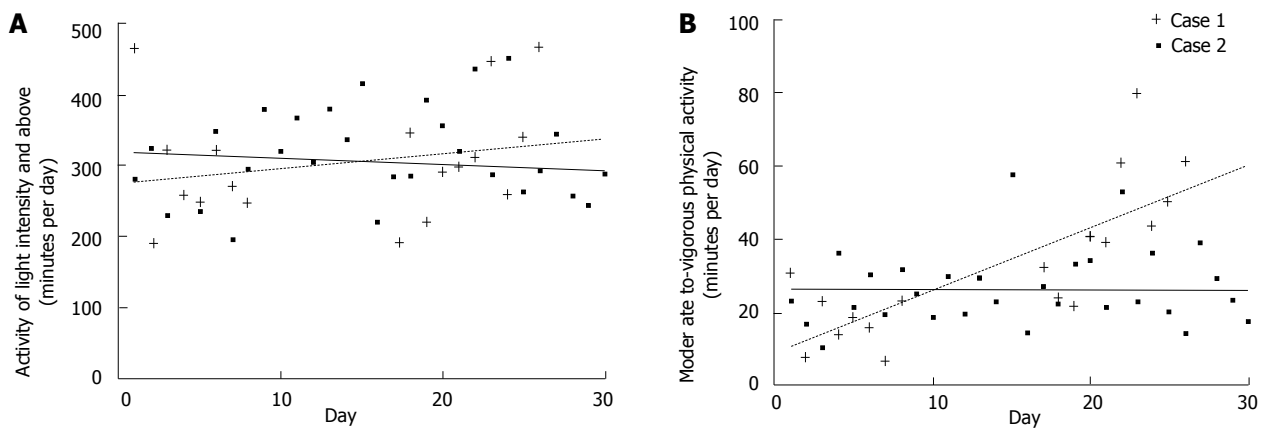 A
Activity of light intensity and above
(minutes per day)
500
400
300
200
100
0
0
10
20
30
Day
B
Moder ate to-vigorous physical activity
(minutes per day)
100
80
60
40
20
0
0
10
20
30
Day
Case 1
Case 2